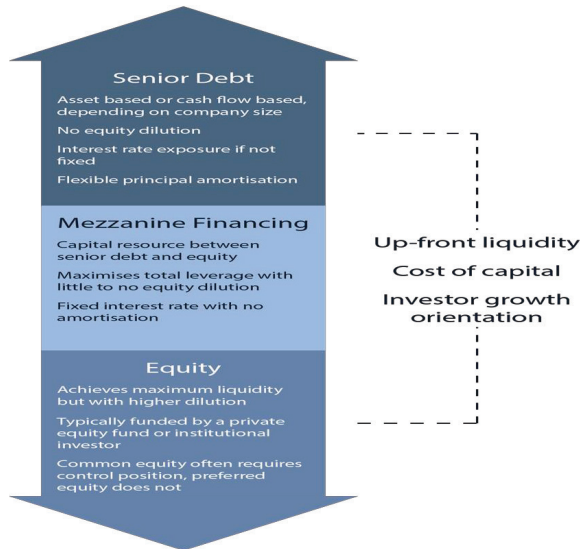 Senior Debt
Asset based or cash flow based,
depending on company size
No equity dilution
Interest rate exposure if not
fixed
Flexible principal amortisation
Mezzanine Financing
Capital resource between
senior debt and equity
Maximises total leverage with
little to no equity dilution
Fixed interest rate with no
amortisation
Equity
Achieves maximum liquidity
but with higher dilution
Typically funded by a private
equity fund or institutional
investor
Common equity often requires
control position, preferred
equity does not
Up-front liquidity
Cost of capital
Investor growth
orientation